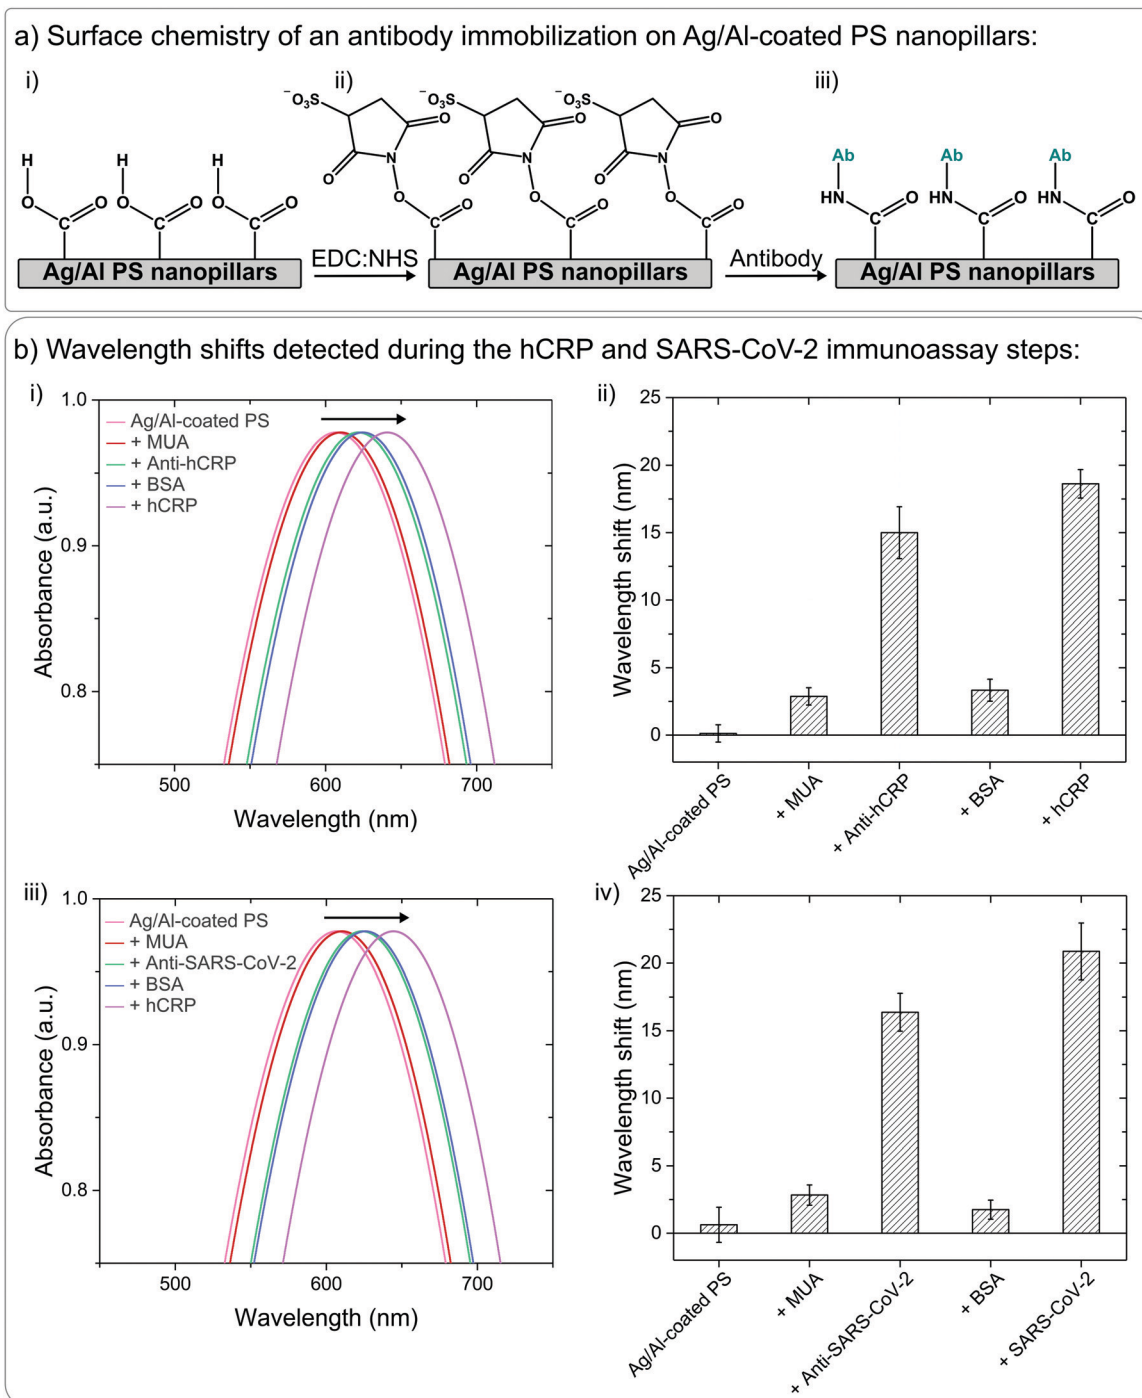 a) Surface chemistry of an antibody immobilization on Ag/Al-coated PS nanopillars:
i)
ii)
iii)
⁻O₃S
⁻O₃S
⁻O₃S
O
O
O
N
N
N
O
O
O
H
H
H
O
O
O
O
O
O
C
C
C
O
O
O
O
O
O
C
C
C
Ab
Ab
Ab
HN
HN
HN
O
O
O
C
C
C
Ag/Al PS nanopillars
EDC:NHS
Ag/Al PS nanopillars
Antibody
Ag/Al PS nanopillars
b) Wavelength shifts detected during the hCRP and SARS-CoV-2 immunoassay steps:
i)
1.0
0.9
0.8
Absorbance (a.u.)
Ag/Al-coated PS
+ MUA
+ Anti-hCRP
+ BSA
+ hCRP
500
600
700
Wavelength (nm)
ii)
25
20
15
10
5
0
Wavelength shift (nm)
Ag/Al-coated PS
+ MUA
+ Anti-hCRP
+ BSA
+ hCRP
iii)
1.0
0.9
0.8
Absorbance (a.u.)
Ag/Al-coated PS
+ MUA
+ Anti-SARS-CoV-2
+ BSA
+ hCRP
500
600
700
Wavelength (nm)
iv)
25
20
15
10
5
0
Wavelength shift (nm)
Ag/Al-coated PS
+ MUA
+ Anti-SARS-CoV-2
+ BSA
+ SARS-CoV-2